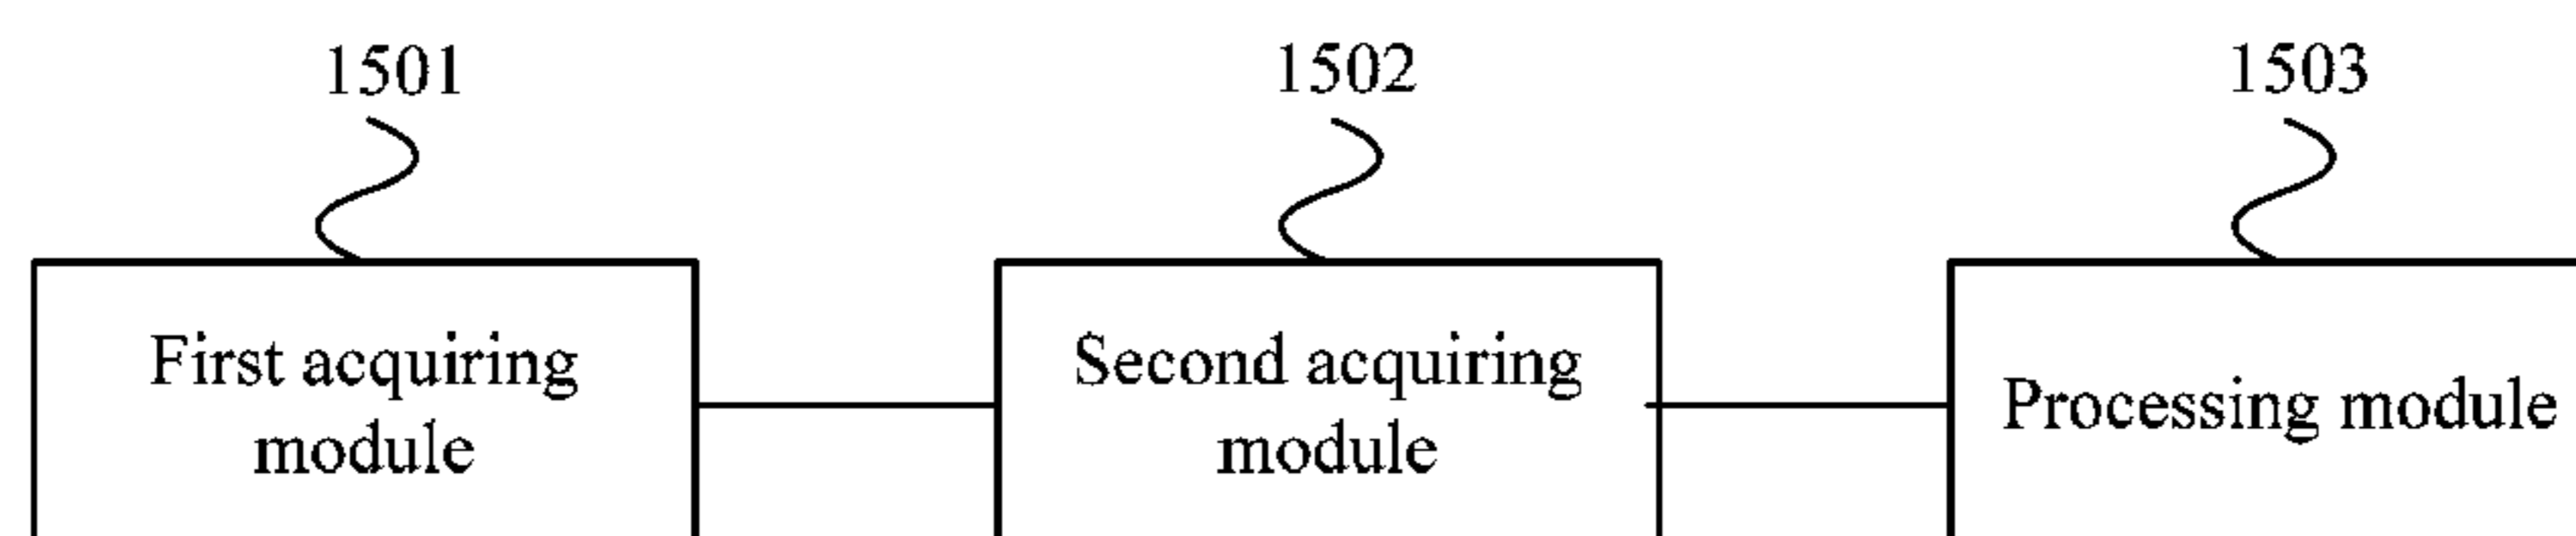 1501
1502
1503
First acquiring
module
Second acquiring
module
Processing module